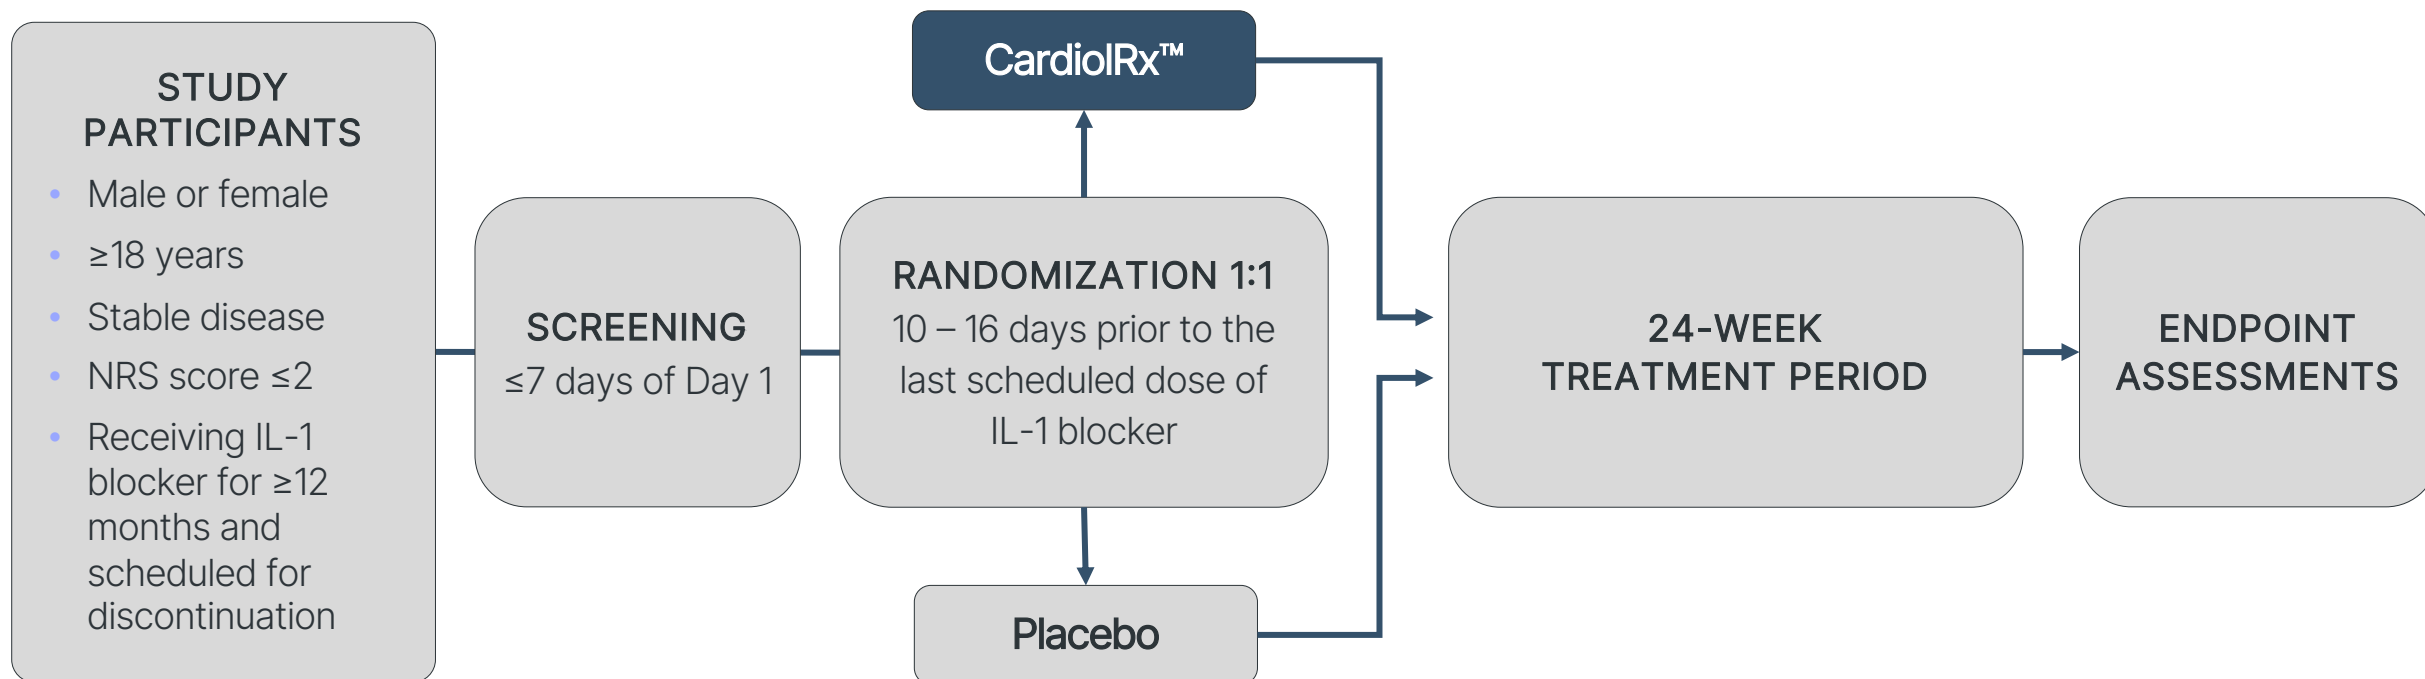 STUDY
PARTICIPANTS
• Male or female
• ≥18 years
• Stable disease
• NRS score ≤2
• Receiving IL-1
blocker for ≥12
months and
scheduled for
discontinuation
SCREENING
≤7 days of Day 1
CardiolRx™
RANDOMIZATION 1:1
10 – 16 days prior to the
last scheduled dose of
IL-1 blocker
Placebo
24-WEEK
TREATMENT PERIOD
ENDPOINT
ASSESSMENTS